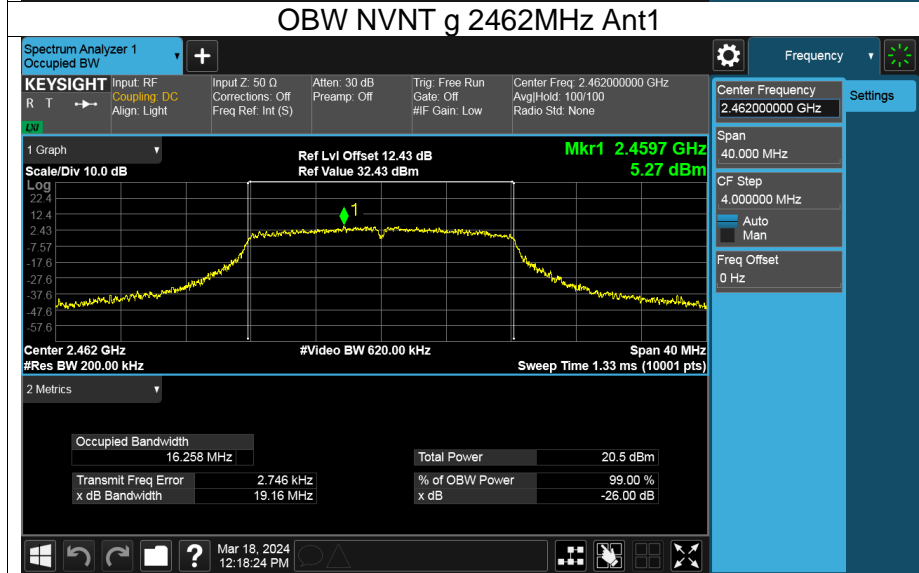 OBW NVNT g 2462MHz Ant1
Spectrum Analyzer 1
Occupied BW
+
Frequency
KEYSIGHT
R T
LXI
Input: RF
Coupling: DC
Align: Light
Input Z: 50 Ω
Corrections: Off
Freq Ref: Int (S)
Atten: 30 dB
Preamp: Off
Trig: Free Run
Gate: Off
#IF Gain: Low
Center Freq: 2.462000000 GHz
Avg|Hold: 100/100
Radio Std: None
Center Frequency
2.462000000 GHz
Settings
Span
40.000 MHz
CF Step
4.000000 MHz
Auto
Man
Freq Offset
0 Hz
1 Graph
Scale/Div 10.0 dB
Ref Lvl Offset 12.43 dB
Ref Value 32.43 dBm
Mkr1 2.4597 GHz
5.27 dBm
Log
22.4
12.4
2.43
-7.57
-17.6
-27.6
-37.6
-47.6
-57.6
1
Center 2.462 GHz
#Res BW 200.00 kHz
#Video BW 620.00 kHz
Span 40 MHz
Sweep Time 1.33 ms (10001 pts)
2 Metrics
Occupied Bandwidth
16.258 MHz
Total Power 20.5 dBm
Transmit Freq Error 2.746 kHz
% of OBW Power 99.00 %
x dB Bandwidth 19.16 MHz
x dB -26.00 dB
?
Mar 18, 2024
12:18:24 PM